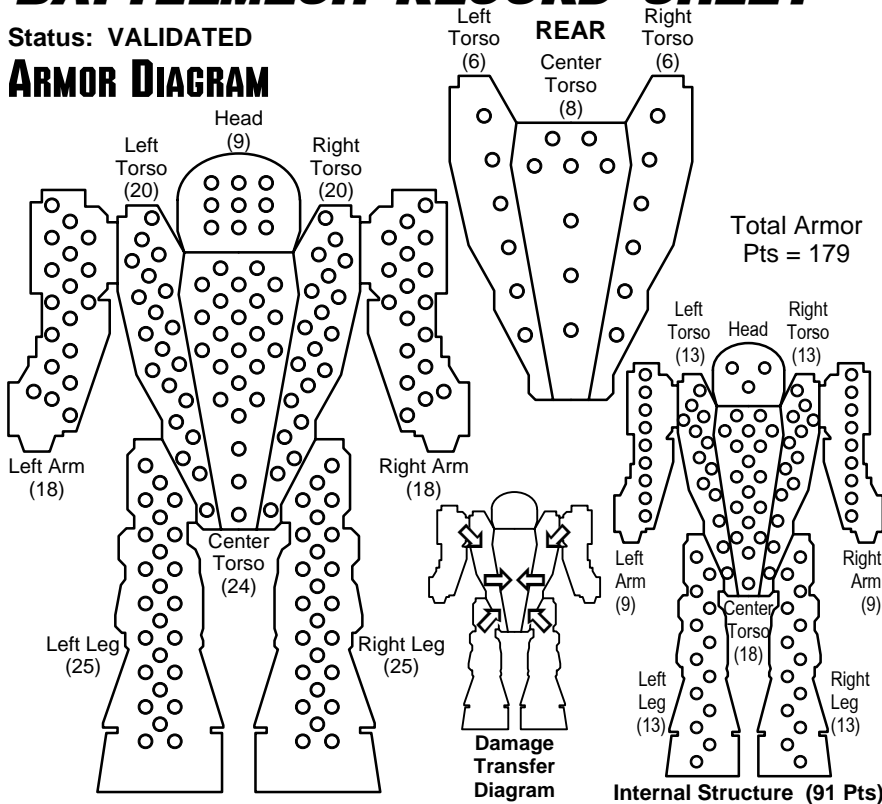 BATTLEMECH RECORD SHEET
Status: VALIDATED
ARMOR DIAGRAM
Left
Torso
(6)
REAR
Center
Torso
(8)
Right
Torso
(6)
Head
(9)
Left
Torso
(20)
Right
Torso
(20)
Total Armor
Pts = 179
Left Arm
(18)
Right Arm
(18)
Center
Torso
(24)
Left Leg
(25)
Right Leg
(25)
Damage
Transfer
Diagram
Left
Torso
(13)
Head
Right
Torso
(13)
Left
Arm
(9)
Right
Arm
(9)
Center
Torso
(18)
Left
Leg
(13)
Right
Leg
(13)
Internal Structure (91 Pts)